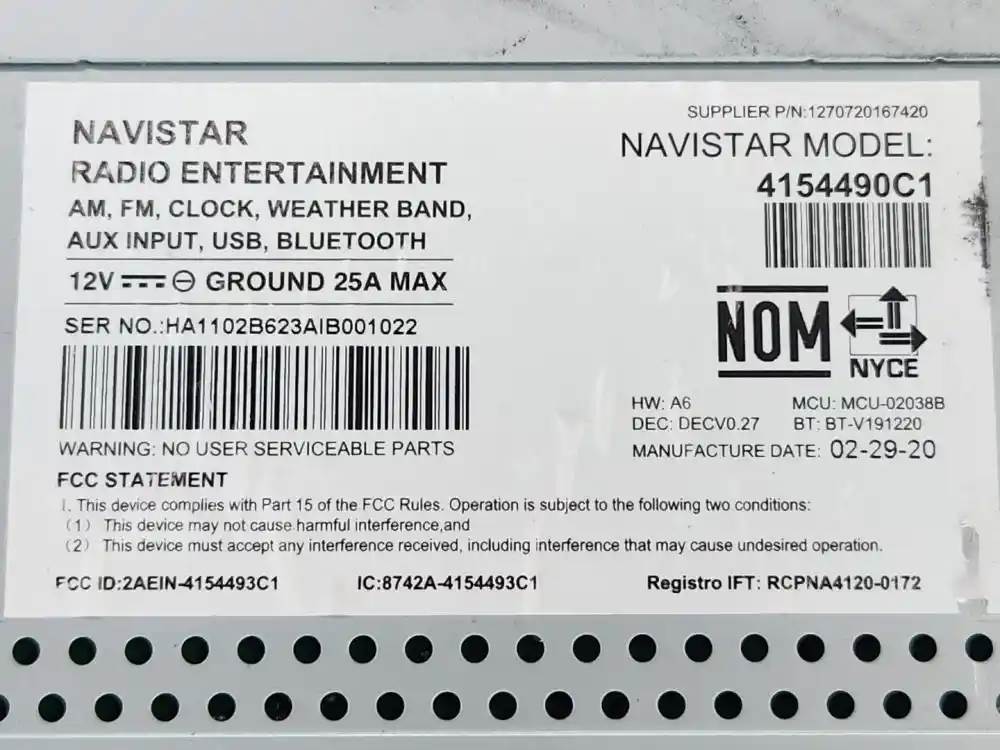 NAVISTAR
RADIO ENTERTAINMENT
AM, FM, CLOCK, WEATHER BAND,
AUX INPUT, USB, BLUETOOTH
12V GROUND 25A MAX
SER NO.:HA1102B623AIB001022
WARNING: NO USER SERVICEABLE PARTS
SUPPLIER P/N:1270720167420
NAVISTAR MODEL:
4154490C1
NOM
NYCE
HW: A6 MCU: MCU-02038B
DEC: DECV0.27 BT: BT-V191220
MANUFACTURE DATE: 02-29-20
FCC STATEMENT
1. This device complies with Part 15 of the FCC Rules. Operation is subject to the following two conditions:
(1) This device may not cause harmful interference,and
(2) This device must accept any interference received, including interference that may cause undesired operation.
FCC ID:2AEIN-4154493C1 IC:8742A-4154493C1 Registro IFT: RCPNA4120-0172